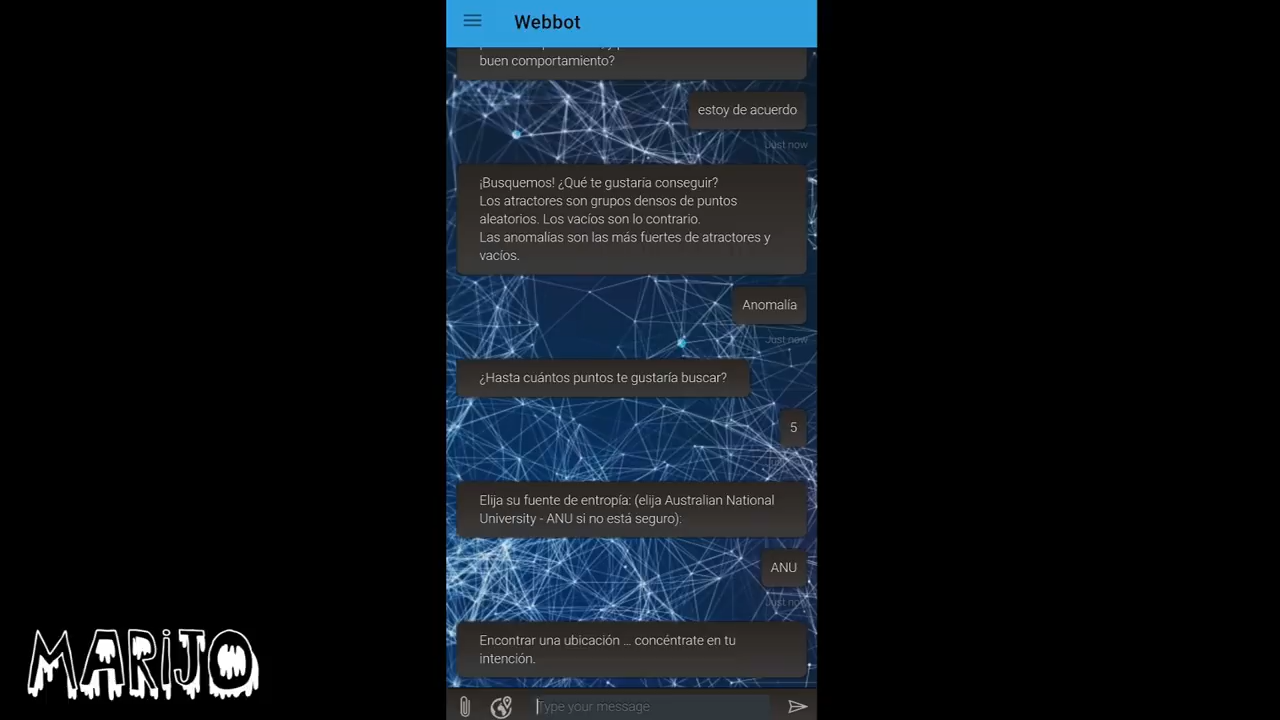 Webbot
buen comportamiento?
estoy de acuerdo
Just now
¡Busquemos! ¿Qué te gustaría conseguir?
Los atractores son grupos densos de puntos
aleatorios. Los vacíos son lo contrario.
Las anomalías son las más fuertes de atractores y
vacíos.
Anomalía
Just now
¿Hasta cuántos puntos te gustaría buscar?
5
Elija su fuente de entropía: (elija Australian National
University - ANU si no está seguro):
ANU
Just now
Encontrar una ubicación ... concéntrate en tu
intención.
Type your message
MARiJO